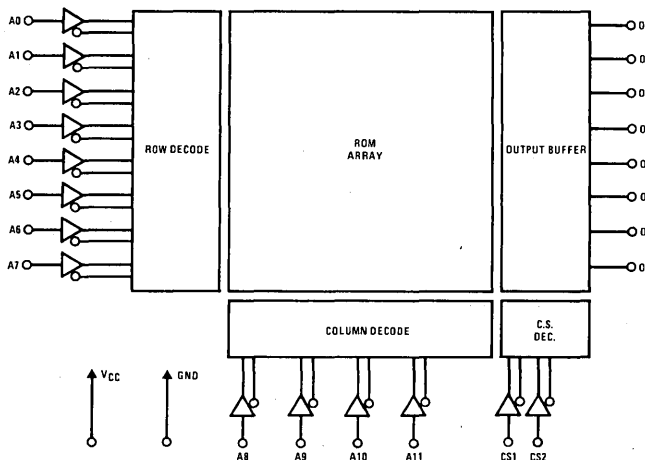 A0
A1
A2
A3
A4
A5
A6
A7
ROW DECODE
ROM
ARRAY
OUTPUT BUFFER
COLUMN DECODE
C.S.
DEC.
VCC
GND
A8 A9 A10 A11 CS1 CS2